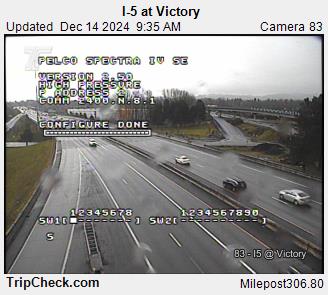 I-5 at Victory
Updated Dec 14 2024 9:35 AM Camera 83
PELCO SPECTRA IV SE
VERSION 2.50
HIGH PRESSURE
P ADDRESS 1
COMM 2400,N,8,1
CONFIGURE DONE
12345678 1234567890
SW1 SW2
S
83 - I5 @ Victory
TripCheck.com Milepost306.80